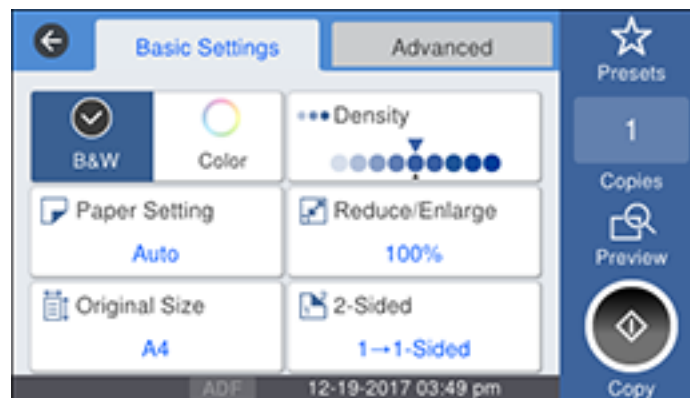 Basic Settings
Advanced
B&W
Color
Density
Paper Setting
Auto
Reduce/Enlarge
100%
Original Size
A4
2-Sided
1→1-Sided
ADF
12-19-2017 03:49 pm
Presets
1
Copies
Preview
Copy